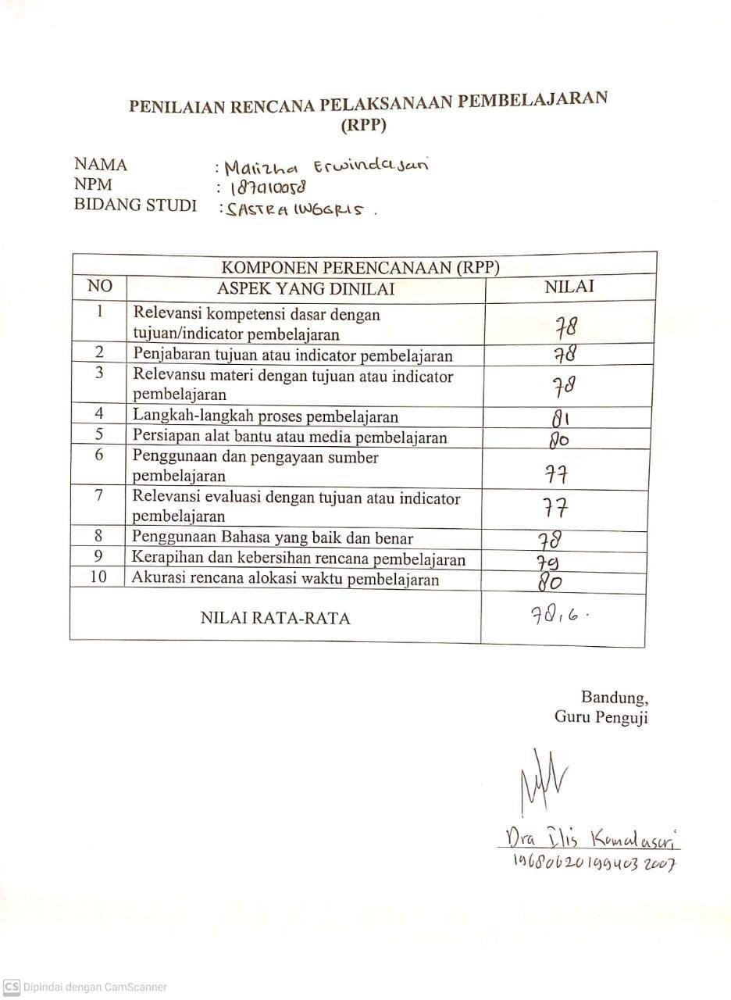 PENILAIAN RENCANA PELAKSANAAN PEMBELAJARAN
(RPP)
NAMA : Malizha Erwindasari
NPM : 187010058
BIDANG STUDI : SASTRA INGGRIS .
KOMPONEN PERENCANAAN (RPP)
NO ASPEK YANG DINILAI NILAI
1 Relevansi kompetensi dasar dengan
tujuan/indicator pembelajaran 78
2 Penjabaran tujuan atau indicator pembelajaran 78
3 Relevansu materi dengan tujuan atau indicator
pembelajaran 78
4 Langkah-langkah proses pembelajaran 81
5 Persiapan alat bantu atau media pembelajaran 80
6 Penggunaan dan pengayaan sumber
pembelajaran 77
7 Relevansi evaluasi dengan tujuan atau indicator
pembelajaran 77
8 Penggunaan Bahasa yang baik dan benar 78
9 Kerapihan dan kebersihan rencana pembelajaran 79
10 Akurasi rencana alokasi waktu pembelajaran 80
NILAI RATA-RATA 78,6.
Bandung,
Guru Penguji
Dra Ilis Komalasari
196806201994032007
CS Dipindai dengan CamScanner